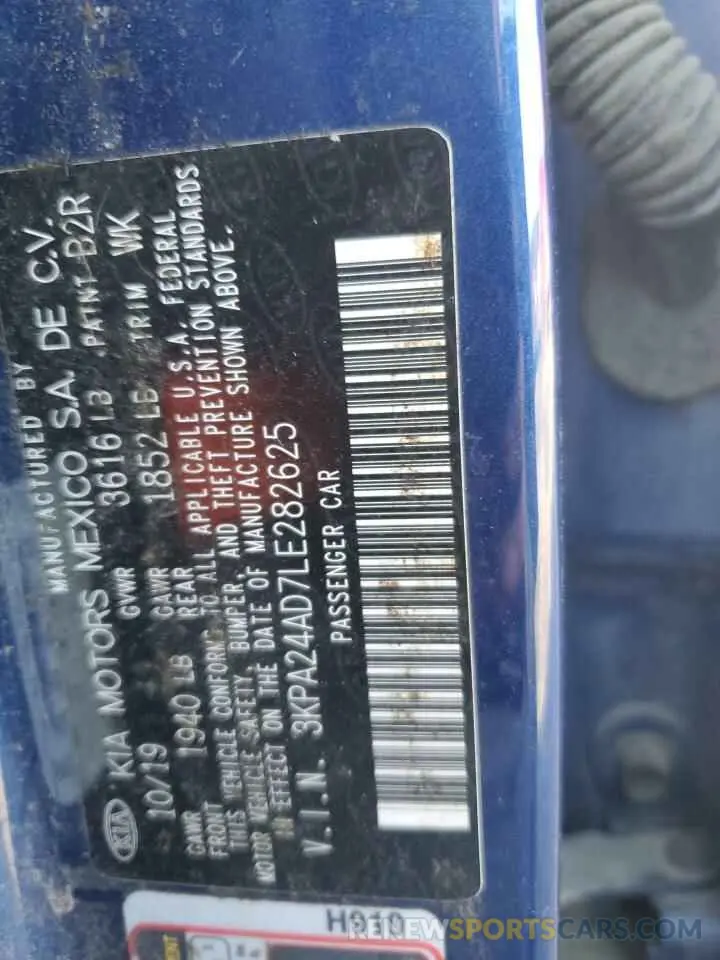 MANUFACTURED BY
KIA KIA MOTORS MEXICO S.A. DE C.V.
10/19 GVWR 3616 LB PAINT B2R
GAWR GAWR
FRONT 1940 LB REAR 1852 LB TRIM WK
THIS VEHICLE CONFORMS TO ALL APPLICABLE U.S.A. FEDERAL
MOTOR VEHICLE SAFETY, BUMPER, AND THEFT PREVENTION STANDARDS
IN EFFECT ON THE DATE OF MANUFACTURE SHOWN ABOVE.
V.I.N. 3KPA24AD7LE282625
PASSENGER CAR
H910
RENEWSPORTSCARS.COM